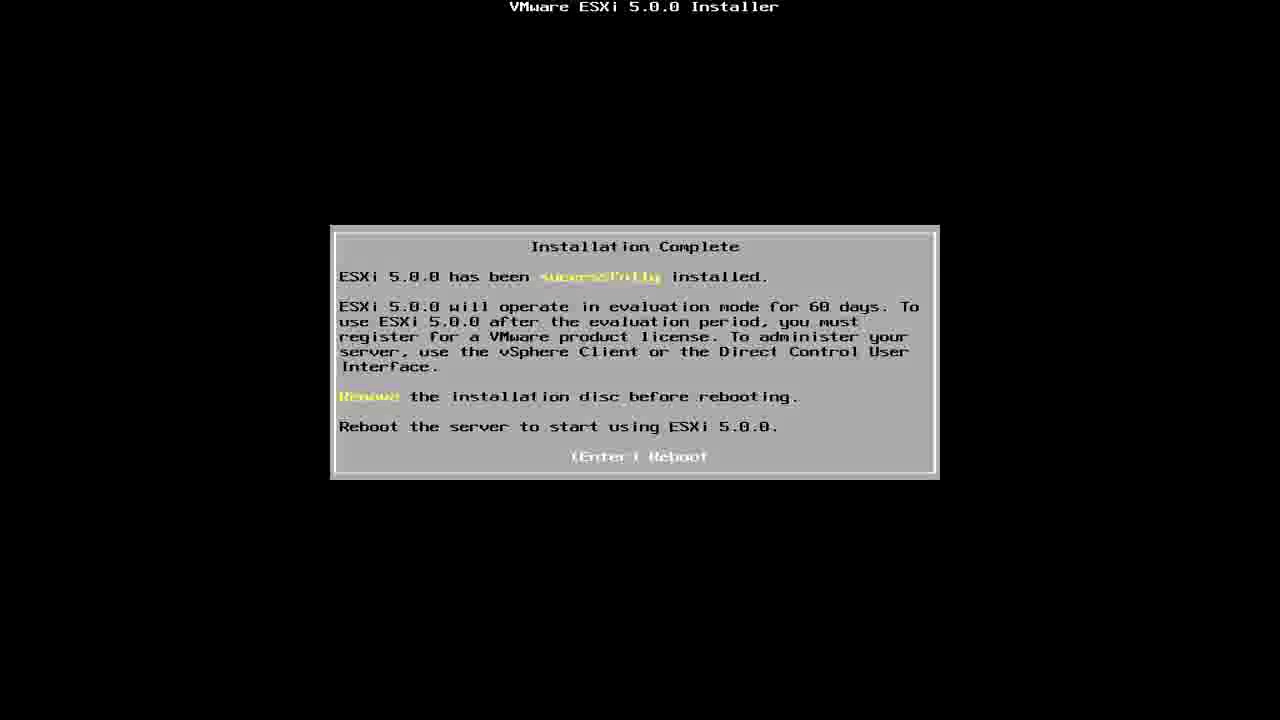 VMware ESXi 5.0.0 Installer
Installation Complete
ESXi 5.0.0 has been successfully installed.
ESXi 5.0.0 will operate in evaluation mode for 60 days. To
use ESXi 5.0.0 after the evaluation period, you must
register for a VMware product license. To administer your
server, use the vSphere Client or the Direct Control User
Interface.
Remove the installation disc before rebooting.
Reboot the server to start using ESXi 5.0.0.
(Enter) Reboot